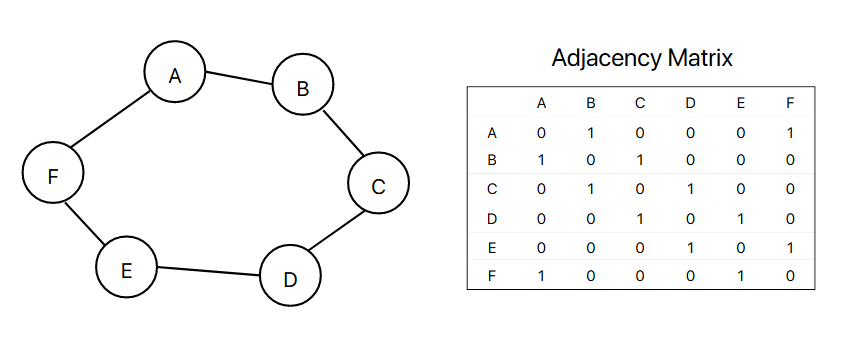 A
B
F
C
E
D
Adjacency Matrix
A B C D E F
A 0 1 0 0 0 1
B 1 0 1 0 0 0
C 0 1 0 1 0 0
D 0 0 1 0 1 0
E 0 0 0 1 0 1
F 1 0 0 0 1 0